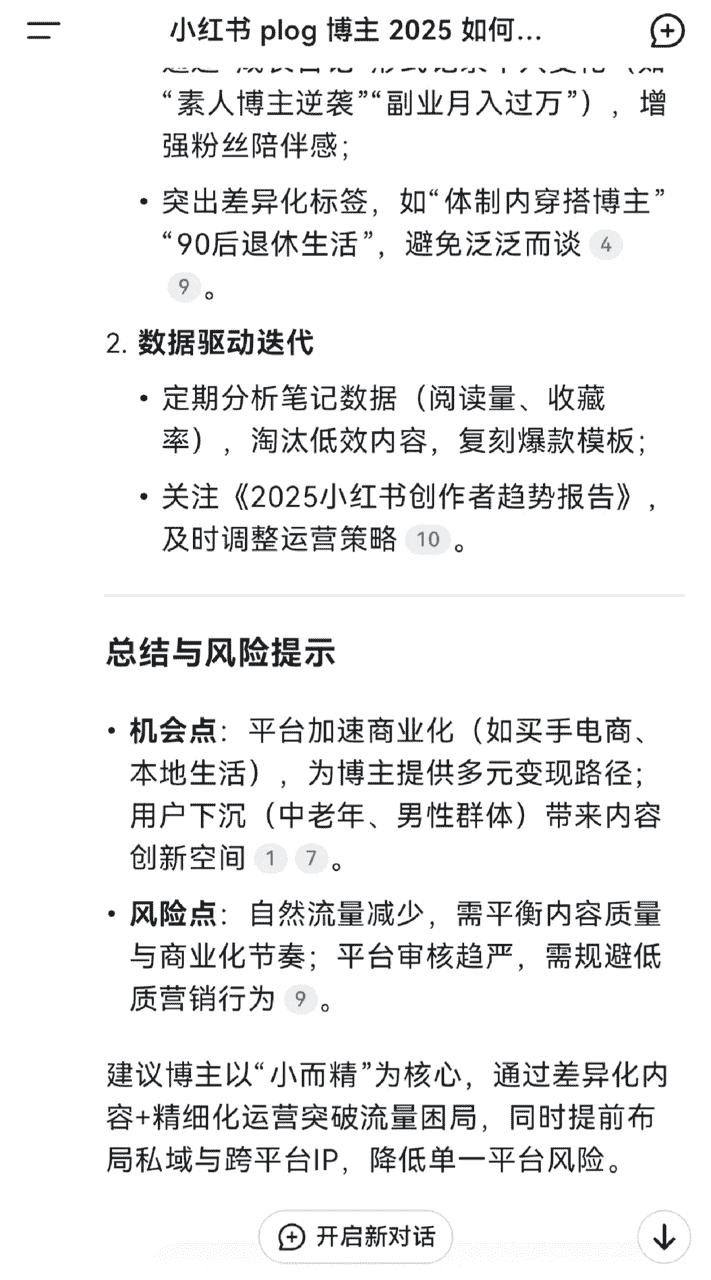 小红书 plog 博主 2025 如何...
“素人博主逆袭”“副业月入过万”），增
强粉丝陪伴感；
• 突出差异化标签，如“体制内穿搭博主”
“90后退休生活”，避免泛泛而谈 4
9 。
2. 数据驱动迭代
• 定期分析笔记数据（阅读量、收藏
率），淘汰低效内容，复刻爆款模板；
• 关注《2025小红书创作者趋势报告》，
及时调整运营策略 10 。
总结与风险提示
• 机会点：平台加速商业化（如买手电商、
本地生活），为博主提供多元变现路径；
用户下沉（中老年、男性群体）带来内容
创新空间 1 7 。
• 风险点：自然流量减少，需平衡内容质量
与商业化节奏；平台审核趋严，需规避低
质营销行为 9 。
建议博主以“小而精”为核心，通过差异化内
容+精细化运营突破流量困局，同时提前布
局私域与跨平台IP，降低单一平台风险。
开启新对话